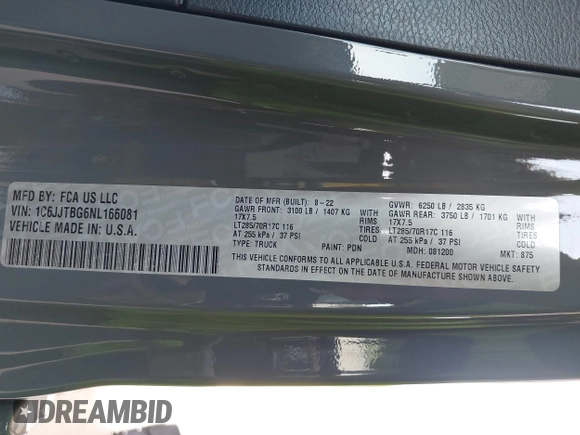 MFD BY: FCA US LLC
VIN: 1C6JJTBG6NL166081
VEHICLE MADE IN: U.S.A.
DATE OF MFR (BUILT): 8-22
GVWR: 6250 LB / 2835 KG
GAWR FRONT: 3100 LB / 1407 KG
GAWR REAR: 3750 LB / 1701 KG
17X7.5
17X7.5
LT285/70R17C 116
LT285/70R17C 116
AT 255 kPa / 37 PSI
AT 255 kPa / 37 PSI
TYPE: TRUCK
PAINT: PDN
MDH: 081200
MKT: 875
THIS VEHICLE CONFORMS TO ALL APPLICABLE U.S.A. FEDERAL MOTOR VEHICLE SAFETY
STANDARDS IN EFFECT ON THE DATE OF MANUFACTURE SHOWN ABOVE.
RIMS
TIRES
RIMS
TIRES
DREAMBID